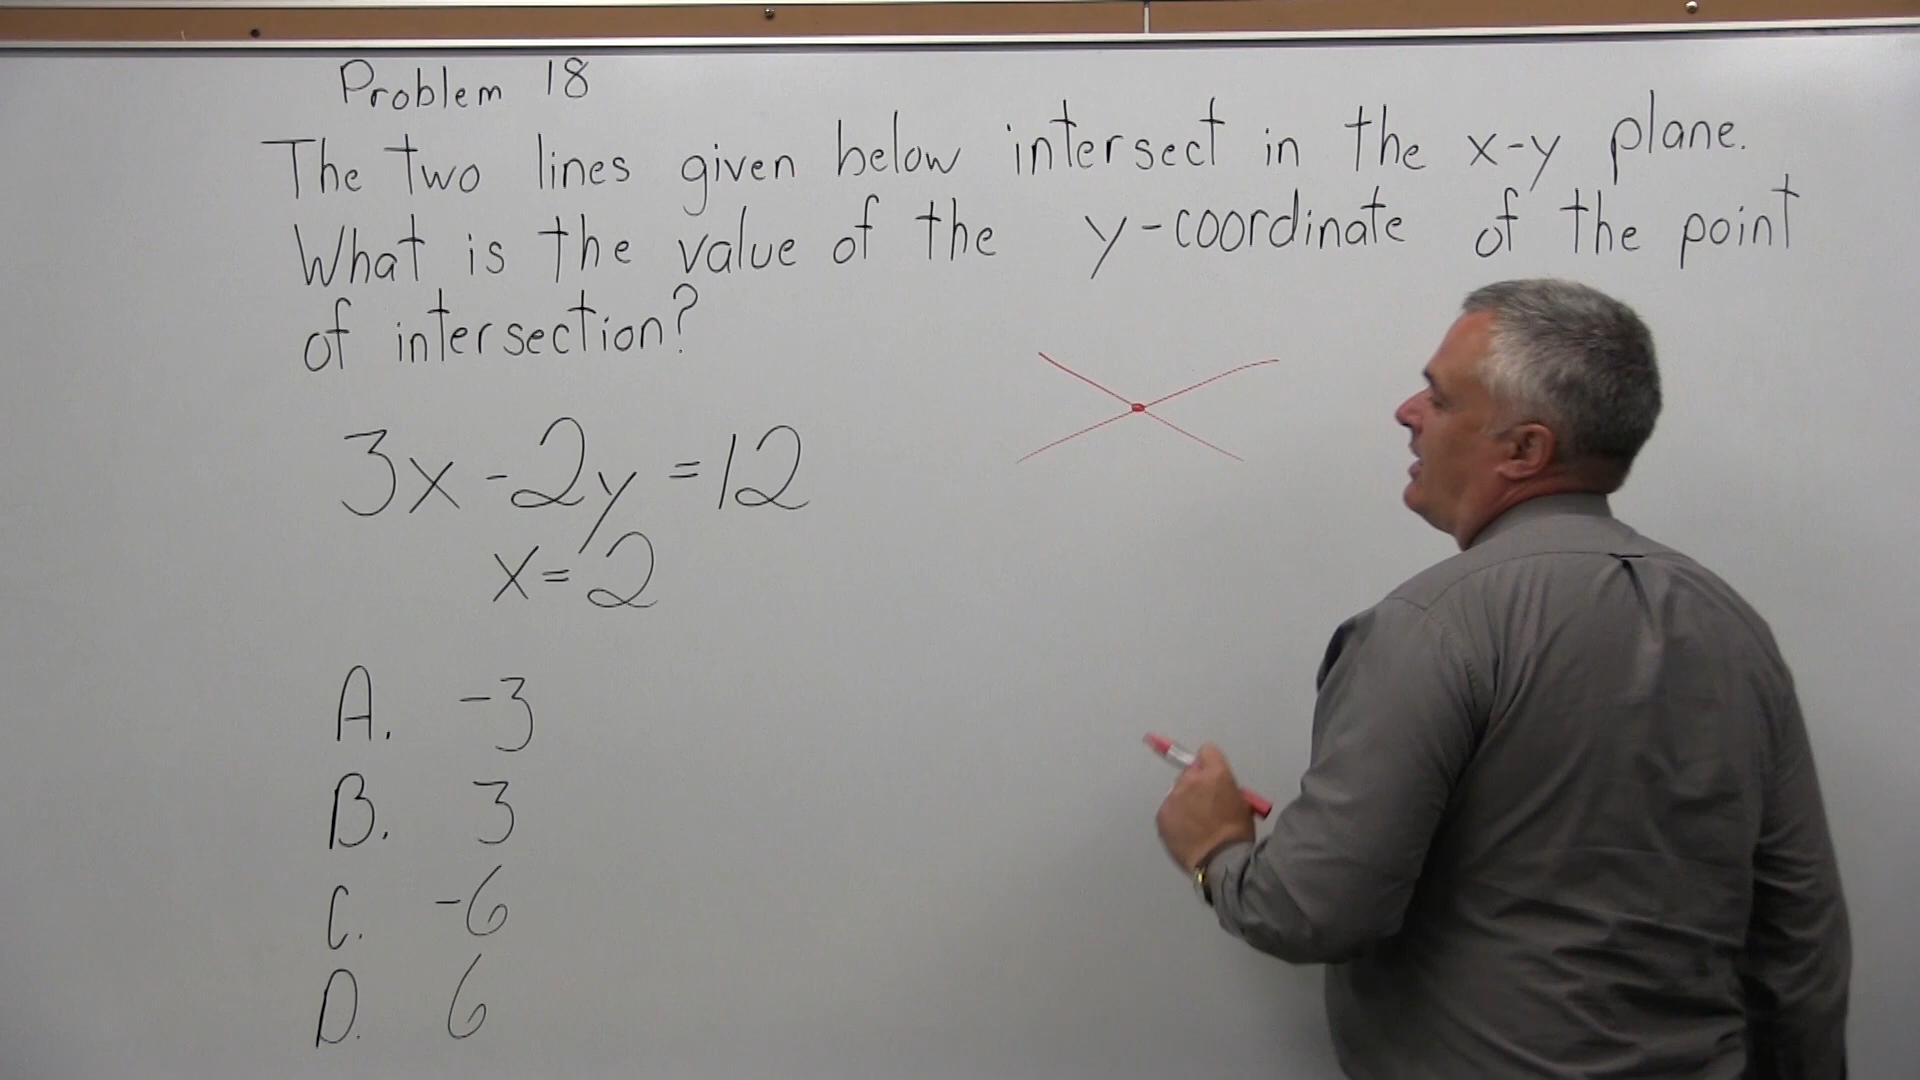 Problem 18
The two lines given below intersect in the x-y plane.
What is the value of the y-coordinate of the point
of intersection?
3x - 2y = 12
x = 2
A. -3
B. 3
C. -6
D. 6